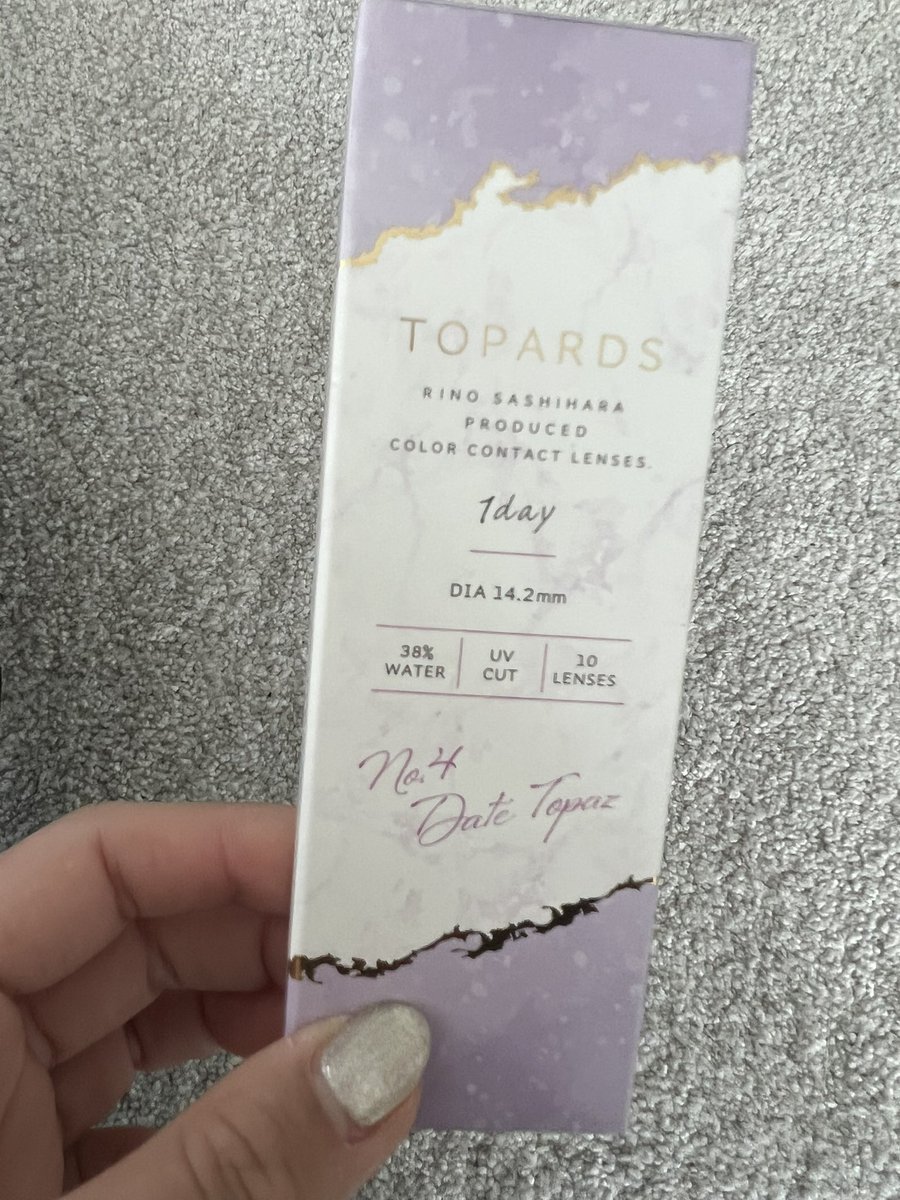 TOPARDS
RINO SASHIHARA
PRODUCED
COLOR CONTACT LENSES.
1day
DIA 14.2mm
38% WATER
UV CUT
10 LENSES
No.4
Date Topaz